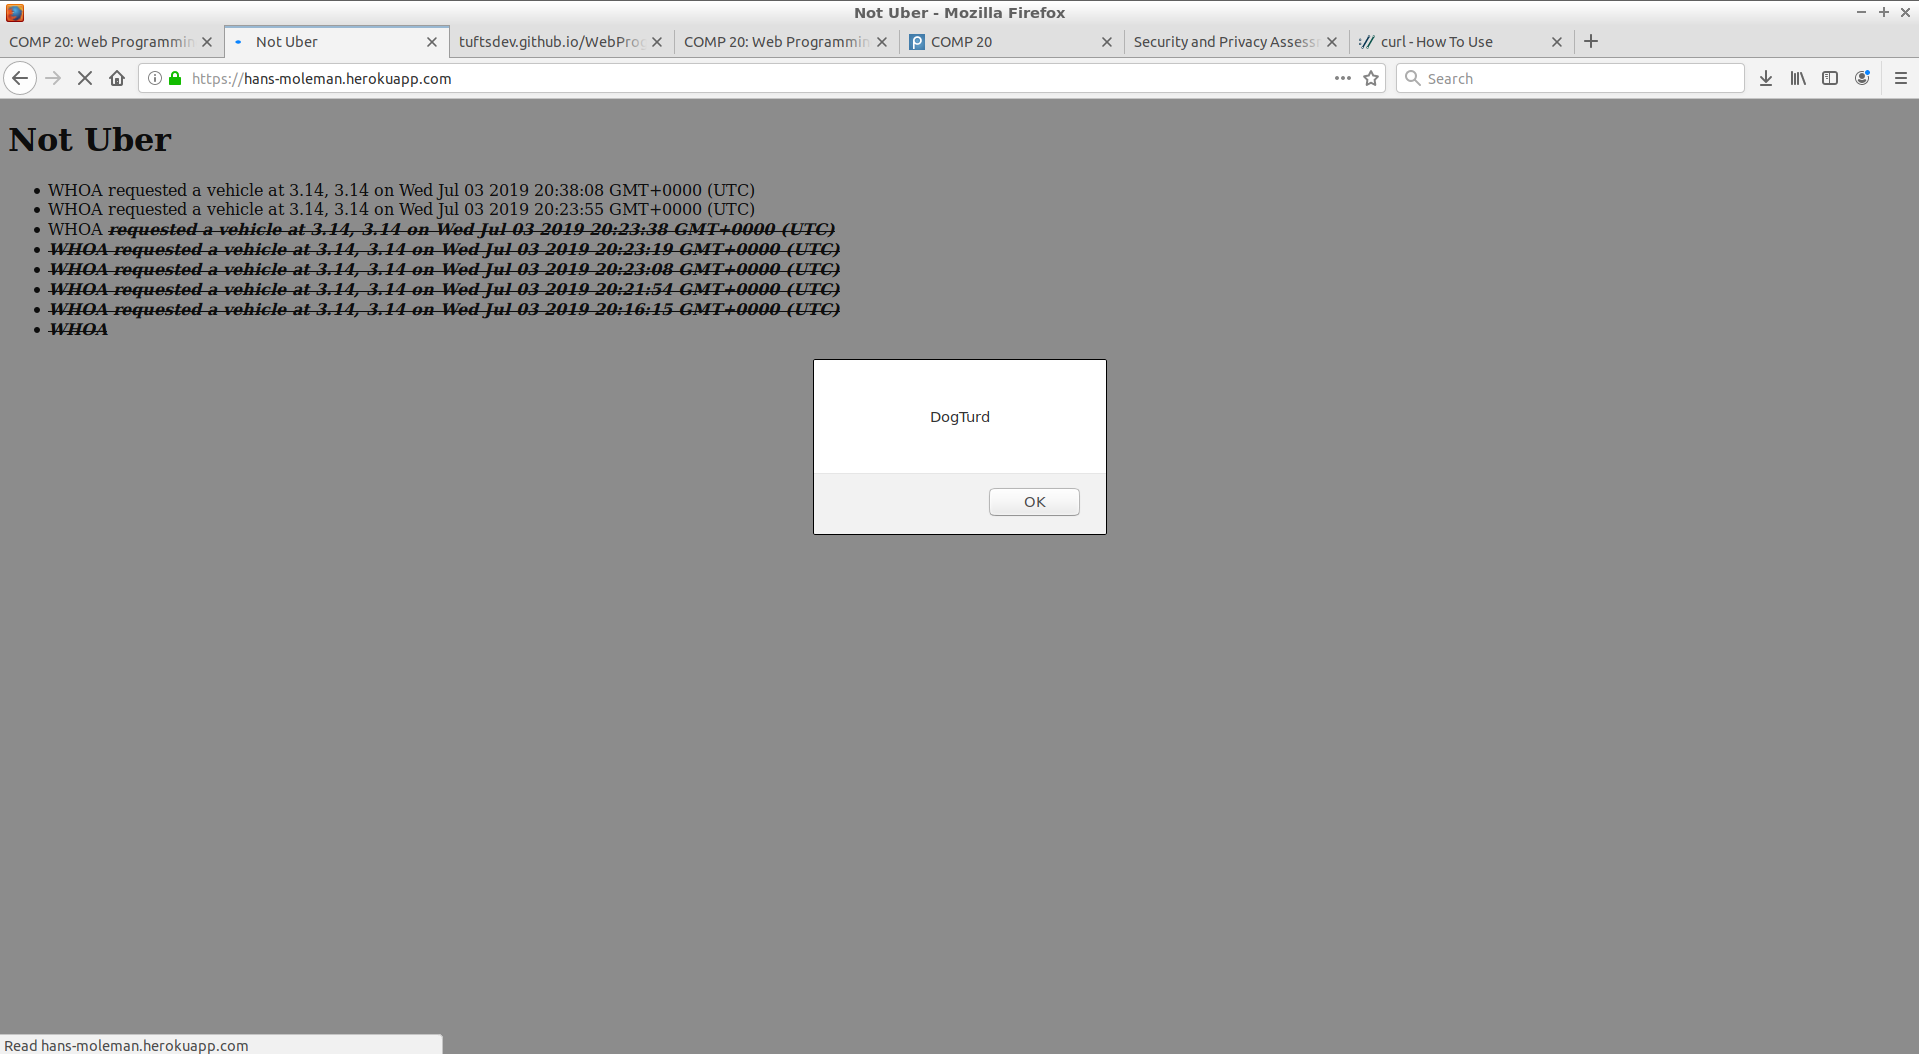 Not Uber - Mozilla Firefox
COMP 20: Web Programmin
Not Uber
tuftsdev.github.io/WebPro
COMP 20: Web Programmin
COMP 20
Security and Privacy Assess
curl - How To Use
https://hans-moleman.herokuapp.com
Search
Not Uber
WHOA requested a vehicle at 3.14, 3.14 on Wed Jul 03 2019 20:38:08 GMT+0000 (UTC)
WHOA requested a vehicle at 3.14, 3.14 on Wed Jul 03 2019 20:23:55 GMT+0000 (UTC)
WHOA requested a vehicle at 3.14, 3.14 on Wed Jul 03 2019 20:23:38 GMT+0000 (UTC)
WHOA requested a vehicle at 3.14, 3.14 on Wed Jul 03 2019 20:23:19 GMT+0000 (UTC)
WHOA requested a vehicle at 3.14, 3.14 on Wed Jul 03 2019 20:23:08 GMT+0000 (UTC)
WHOA requested a vehicle at 3.14, 3.14 on Wed Jul 03 2019 20:21:54 GMT+0000 (UTC)
WHOA requested a vehicle at 3.14, 3.14 on Wed Jul 03 2019 20:16:15 GMT+0000 (UTC)
WHOA
DogTurd
OK
Read hans-moleman.herokuapp.com